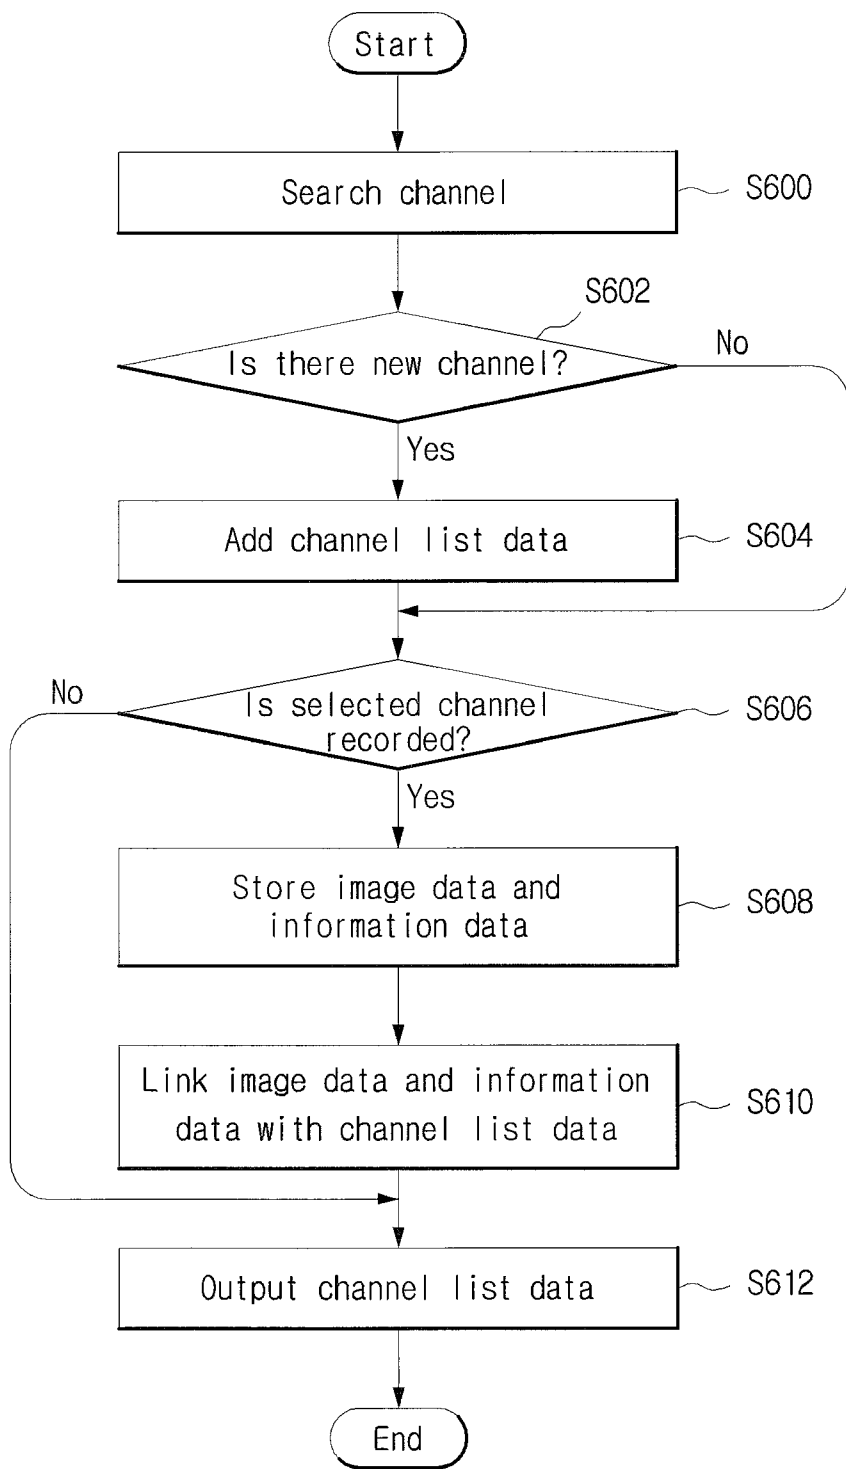 Start
Search channel
S600
S602
Is there new channel?
No
Yes
Add channel list data
S604
No
Is selected channel
recorded?
S606
Yes
Store image data and
information data
S608
Link image data and information
data with channel list data
S610
Output channel list data
S612
End